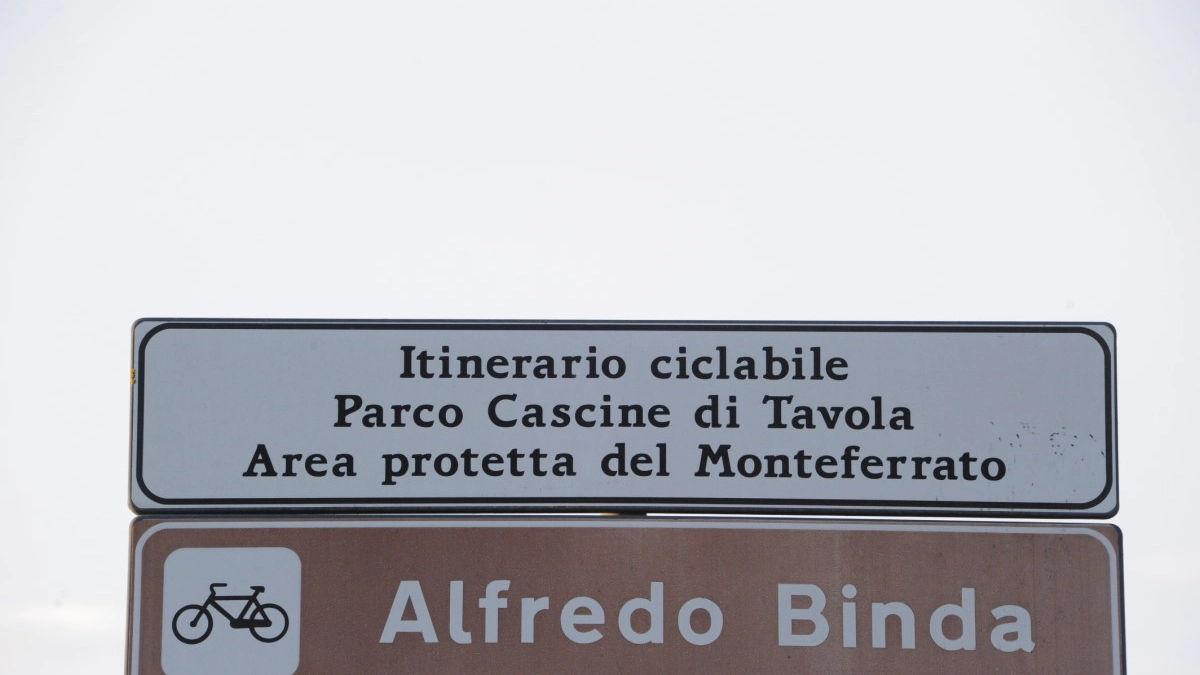 Itinerario ciclabile
Parco Cascine di Tavola
Area protetta del Monteferrato
Alfredo Binda